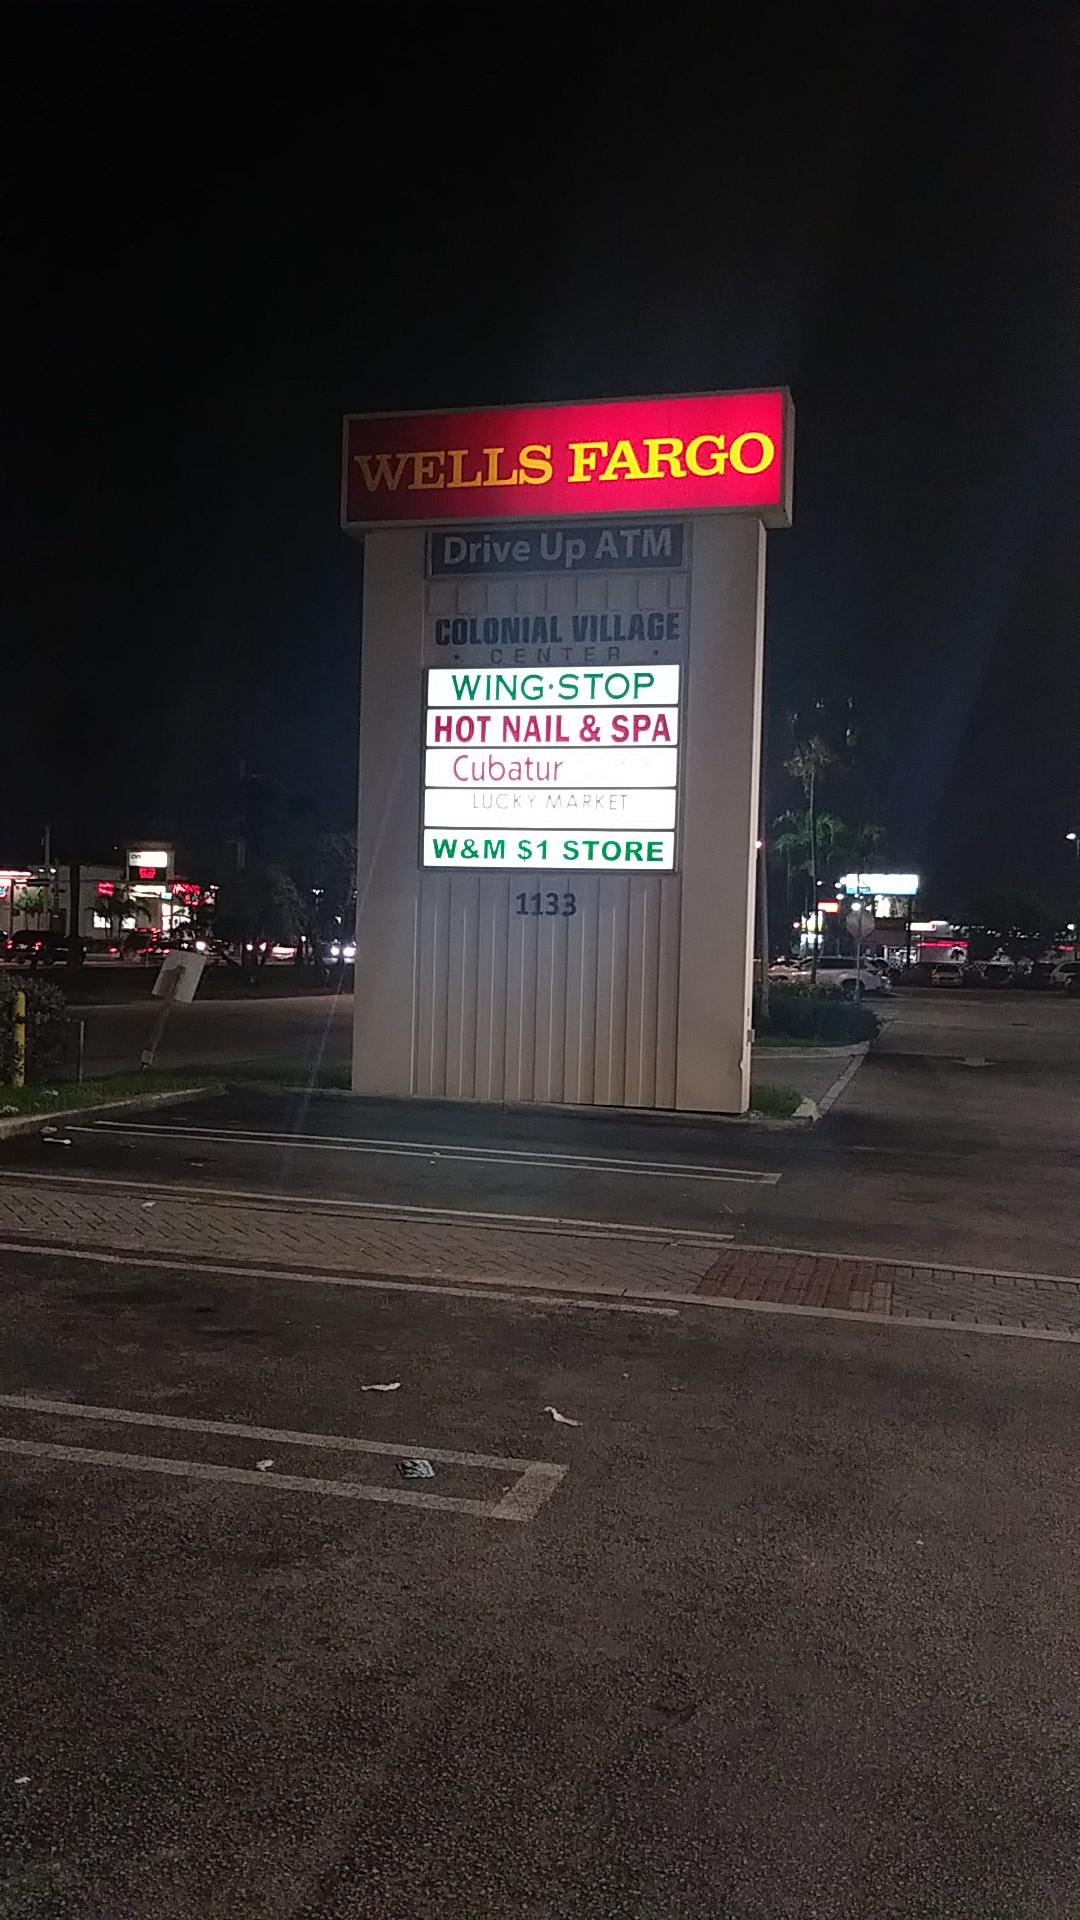 WELLS FARGO
Drive Up ATM
COLONIAL VILLAGE
• CENTER •
WING·STOP
HOT NAIL & SPA
Cubatur
LUCKY MARKET
W&M $1 STORE
1133